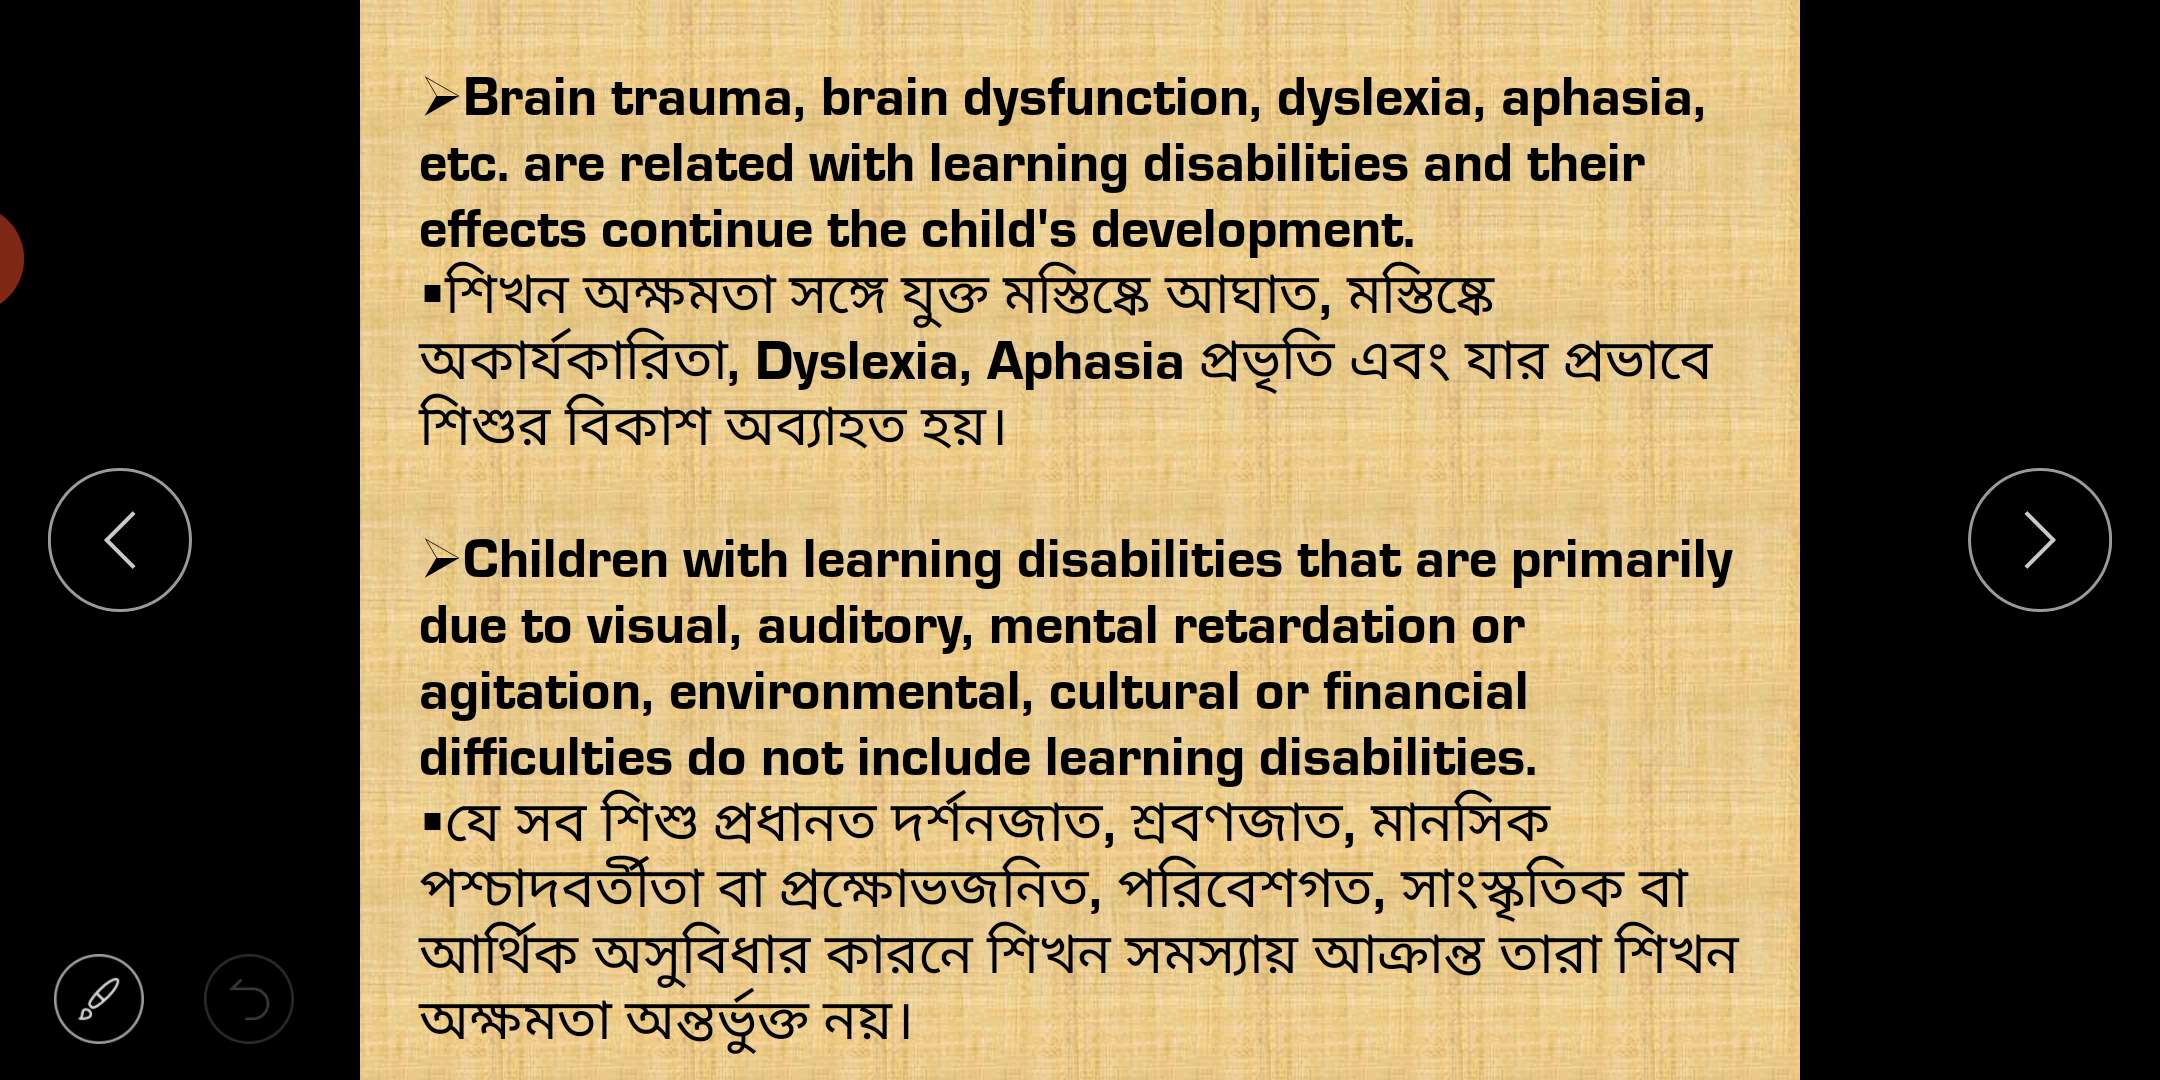 ➢Brain trauma, brain dysfunction, dyslexia, aphasia,
etc. are related with learning disabilities and their
effects continue the child's development.
▪শিখন অক্ষমতা সঙ্গে যুক্ত মস্তিষ্কে আঘাত, মস্তিষ্কে
অকার্যকারিতা, Dyslexia, Aphasia প্রভৃতি এবং যার প্রভাবে
শিশুর বিকাশ অব্যাহত হয়।
➢Children with learning disabilities that are primarily
due to visual, auditory, mental retardation or
agitation, environmental, cultural or financial
difficulties do not include learning disabilities.
▪যে সব শিশু প্রধানত দর্শনজাত, শ্রবণজাত, মানসিক
পশ্চাদবর্তীতা বা প্রক্ষোভজনিত, পরিবেশগত, সাংস্কৃতিক বা
আর্থিক অসুবিধার কারনে শিখন সমস্যায় আক্রান্ত তারা শিখন
অক্ষমতা অন্তর্ভুক্ত নয়।